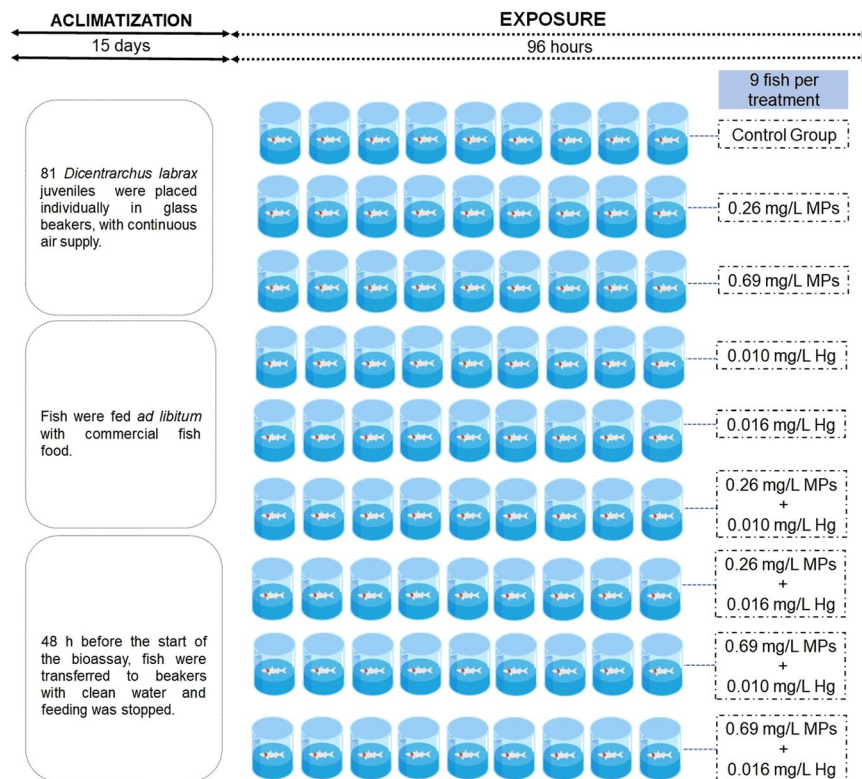 ACLIMATIZATION
15 days
EXPOSURE
96 hours
81 Dicentrarchus labrax
juveniles were placed
individually in glass
beakers, with continuous
air supply.
Fish were fed ad libitum
with commercial fish
food.
48 h before the start of
the bioassay, fish were
transferred to beakers
with clean water and
feeding was stopped.
9 fish per
treatment
Control Group
0.26 mg/L MPs
0.69 mg/L MPs
0.010 mg/L Hg
0.016 mg/L Hg
0.26 mg/L MPs
+
0.010 mg/L Hg
0.26 mg/L MPs
+
0.016 mg/L Hg
0.69 mg/L MPs
+
0.010 mg/L Hg
0.69 mg/L MPs
+
0.016 mg/L Hg